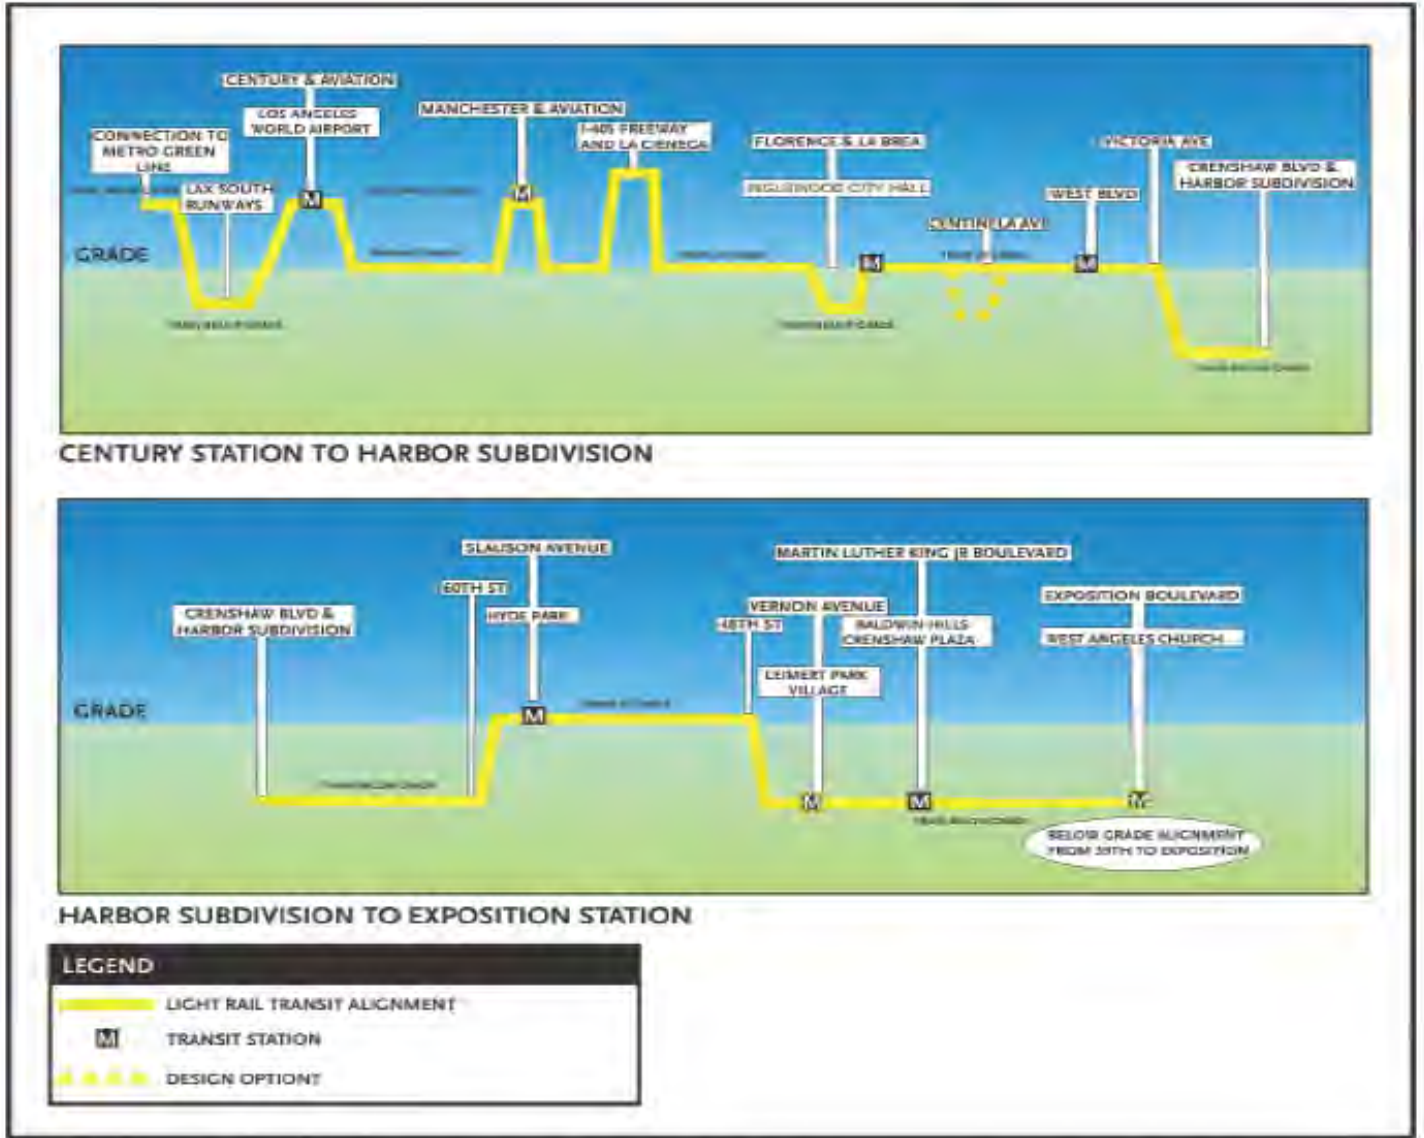 CENTURY & AVIATION
LOS ANGELES
WORLD AIRPORT
MANCHESTER & AVIATION
CONNECTION TO
METRO GREEN
LINE
I-405 FREEWAY
AND LA CIENEGA
FLORENCE & LA BREA
VICTORIA AVE
CRENSHAW BLVD &
HARBOR SUBDIVISION
LAX SOUTH
RUNWAYS
INGLEWOOD CITY HALL
WEST BLVD
CENTINELA AVE
GRADE
M
M
M
M
CENTURY STATION TO HARBOR SUBDIVISION
SLAUSON AVENUE
MARTIN LUTHER KING JR BOULEVARD
60TH ST
EXPOSITION BOULEVARD
CRENSHAW BLVD &
HARBOR SUBDIVISION
HYDE PARK
VERNON AVENUE
48TH ST
BALDWIN HILLS
CRENSHAW PLAZA
WEST ANGELES CHURCH
LEIMERT PARK
VILLAGE
GRADE
M
M
M
M
BELOW GRADE ALIGNMENT
FROM 39TH TO EXPOSITION
HARBOR SUBDIVISION TO EXPOSITION STATION
LEGEND
LIGHT RAIL TRANSIT ALIGNMENT
M TRANSIT STATION
DESIGN OPTION?